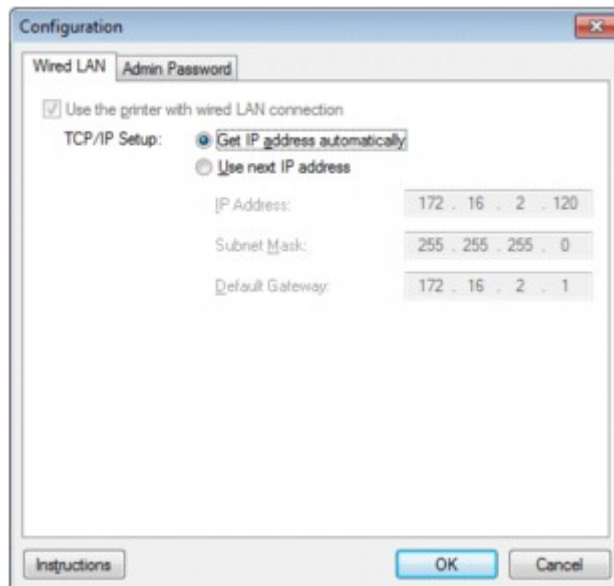 Configuration
Wired LAN
Admin Password
Use the printer with wired LAN connection
TCP/IP Setup: Get IP address automatically
Use next IP address
IP Address: 172 . 16 . 2 . 120
Subnet Mask: 255 . 255 . 255 . 0
Default Gateway: 172 . 16 . 2 . 1
Instructions
OK
Cancel